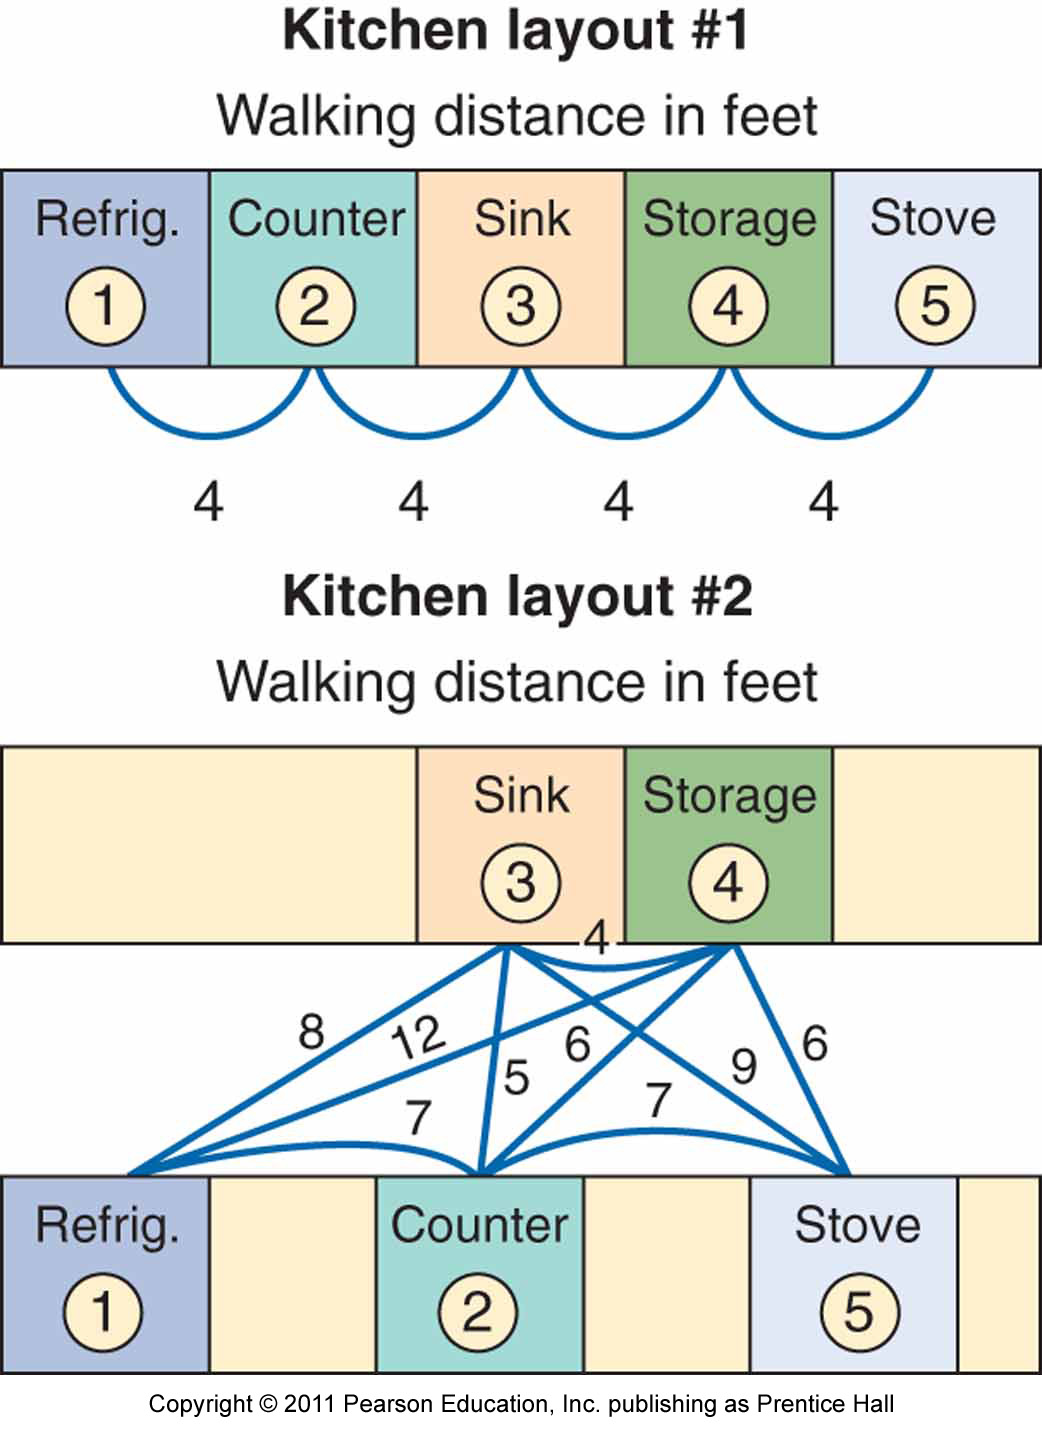 Kitchen layout #1
Walking distance in feet
Refrig. Counter Sink Storage Stove
1 2 3 4 5
4 4 4 4
Kitchen layout #2
Walking distance in feet
Sink Storage
3 4
4
8 12 5 6 9 6
7 7
Refrig. Counter Stove
1 2 5
Copyright © 2011 Pearson Education, Inc. publishing as Prentice Hall